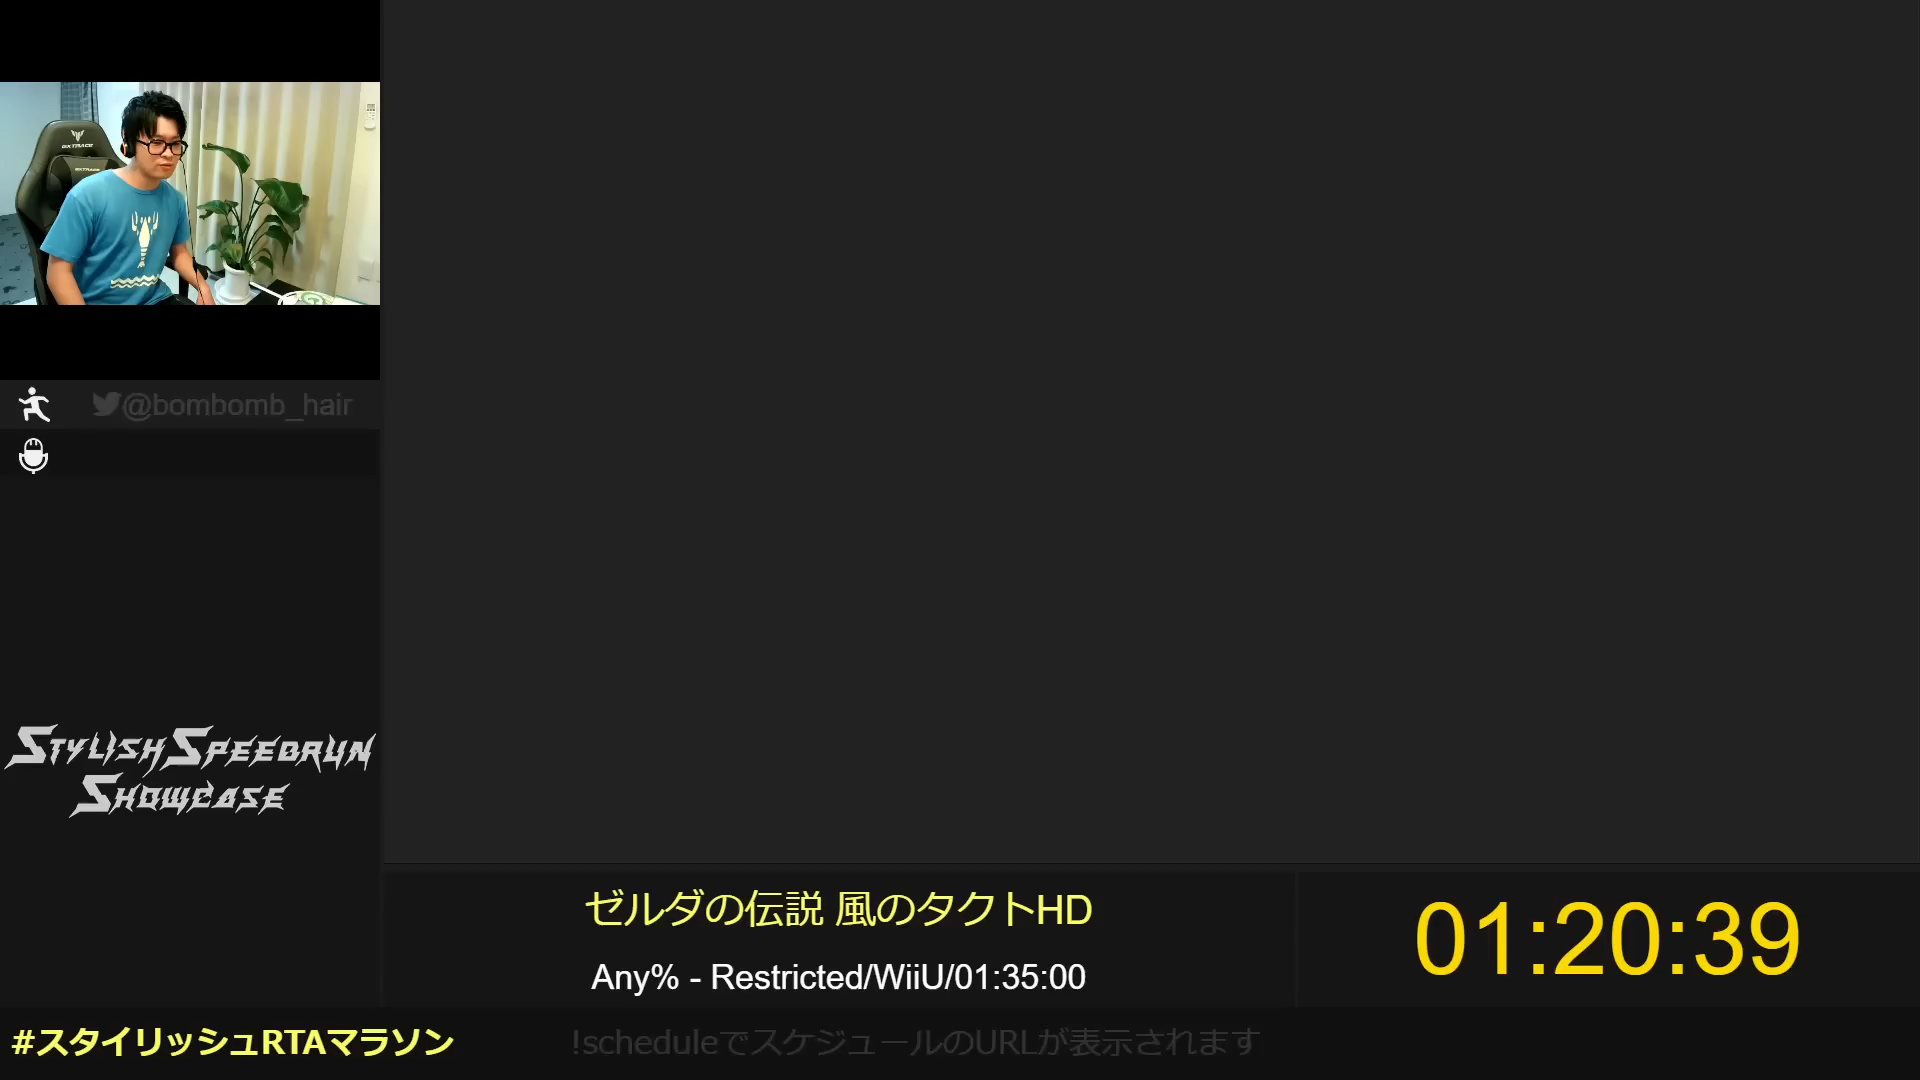 @bombomb_hair
STYLISH SPEEDRUN
SHOWCASE
ゼルダの伝説 風のタクトHD
Any% - Restricted/WiiU/01:35:00
01:20:39
#スタイリッシュRTAマラソン
!scheduleでスケジュールのURLが表示されます